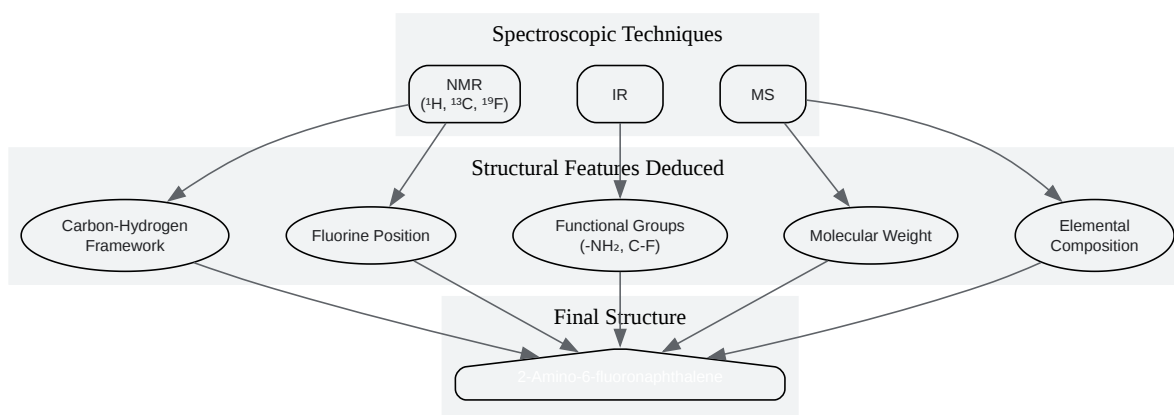 Spectroscopic Techniques
NMR
(¹H, ¹³C, ¹⁹F)
IR
MS
Structural Features Deduced
Carbon-Hydrogen
Framework
Fluorine Position
Functional Groups
(-NH₂, C-F)
Molecular Weight
Elemental
Composition
Final Structure
2-Amino-6-fluoronaphthalene